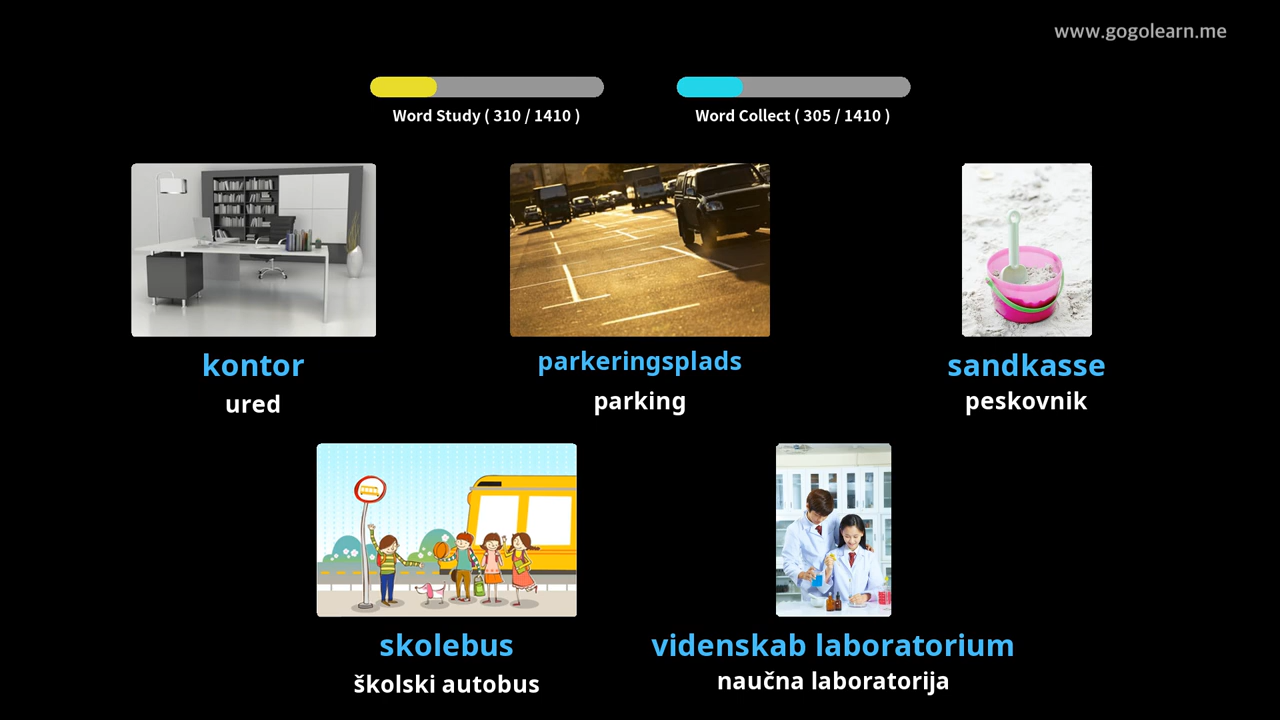 www.gogolearn.me
Word Study ( 310 / 1410 )
Word Collect ( 305 / 1410 )
kontor
ured
parkeringsplads
parking
sandkasse
peskovnik
skolebus
školski autobus
videnskab laboratorium
naučna laboratorija